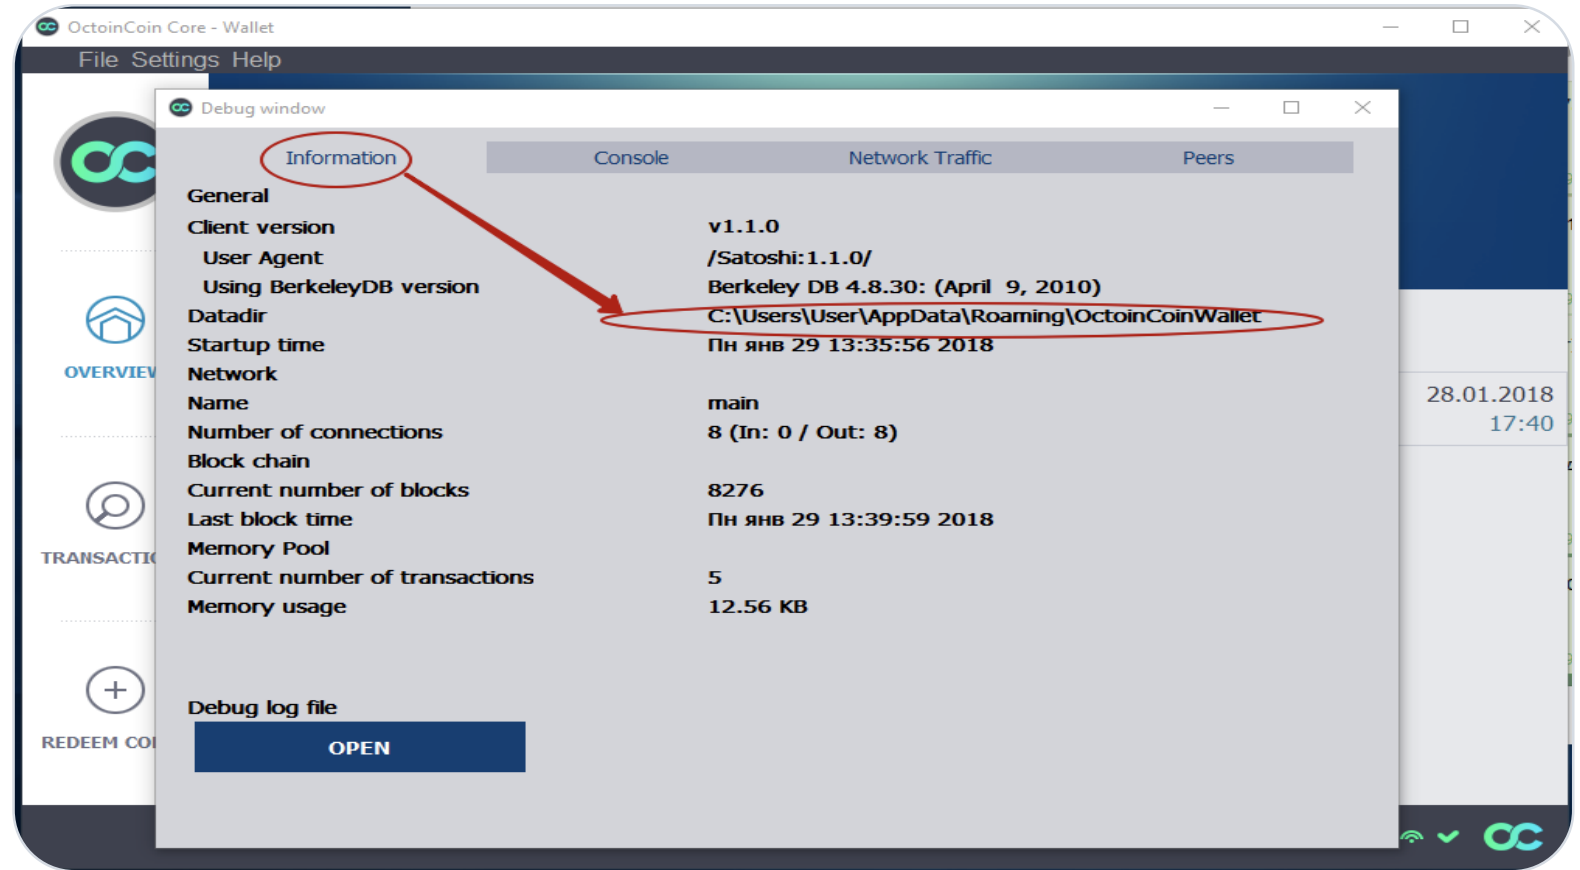 OctoinCoin Core - Wallet
File Settings Help
Debug window
Information Console Network Traffic Peers
General
Client version v1.1.0
User Agent /Satoshi:1.1.0/
Using BerkeleyDB version Berkeley DB 4.8.30: (April 9, 2010)
Datadir C:\Users\User\AppData\Roaming\OctoinCoinWallet
Startup time Пн янв 29 13:35:56 2018
Network
Name main
Number of connections 8 (In: 0 / Out: 8)
Block chain
Current number of blocks 8276
Last block time Пн янв 29 13:39:59 2018
Memory Pool
Current number of transactions 5
Memory usage 12.56 KB
Debug log file
OPEN
OVERVIEW
TRANSACTIO
REDEEM CO
28.01.2018
17:40